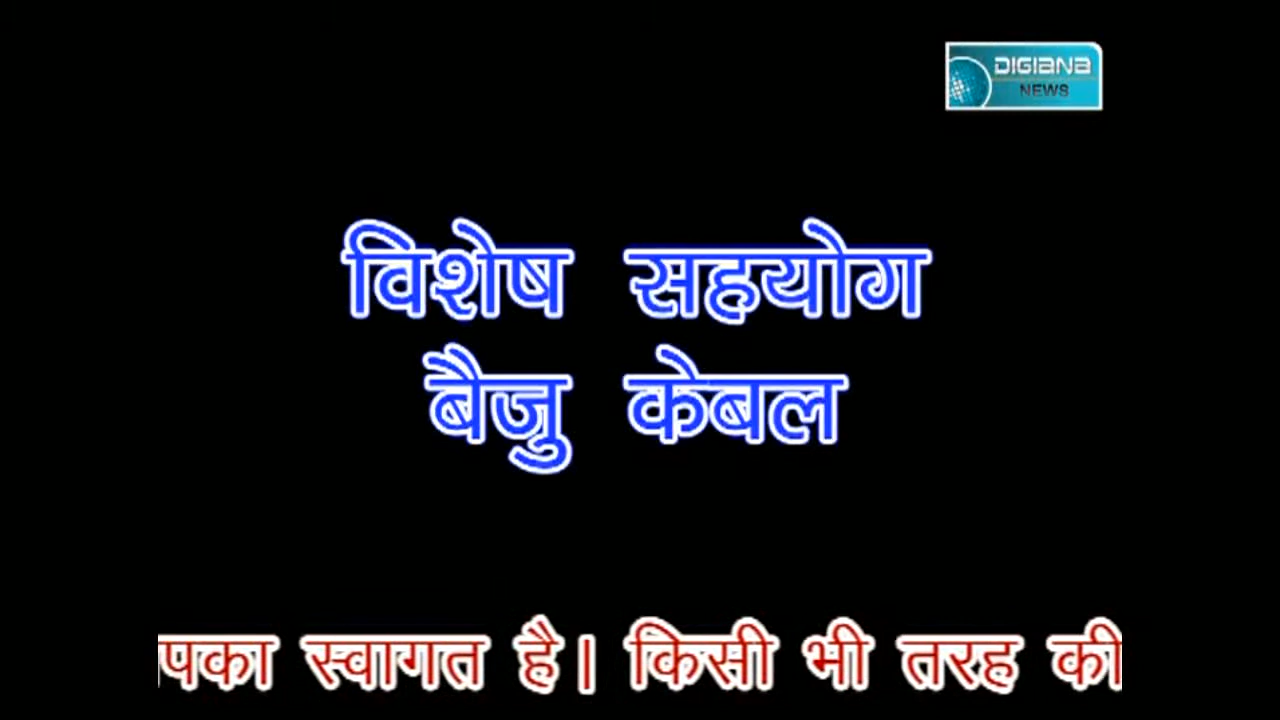 DIGIANA
NEWS
विशेष सहयोग
बैजु केबल
पका स्वागत है। किसी भी तरह की